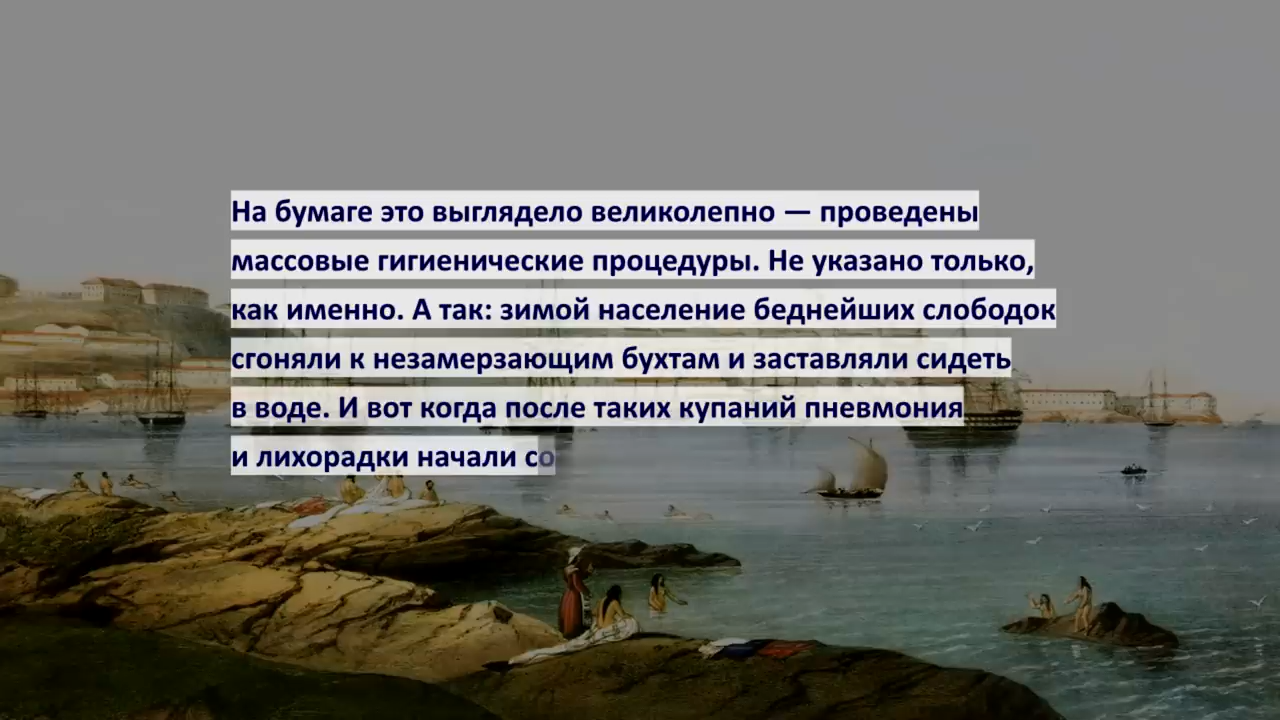 На бумаге это выглядело великолепно — проведены
массовые гигиенические процедуры. Не указано только,
как именно. А так: зимой население беднейших слободок
сгоняли к незамерзающим бухтам и заставляли сидеть
в воде. И вот когда после таких купаний пневмония
и лихорадки начали со